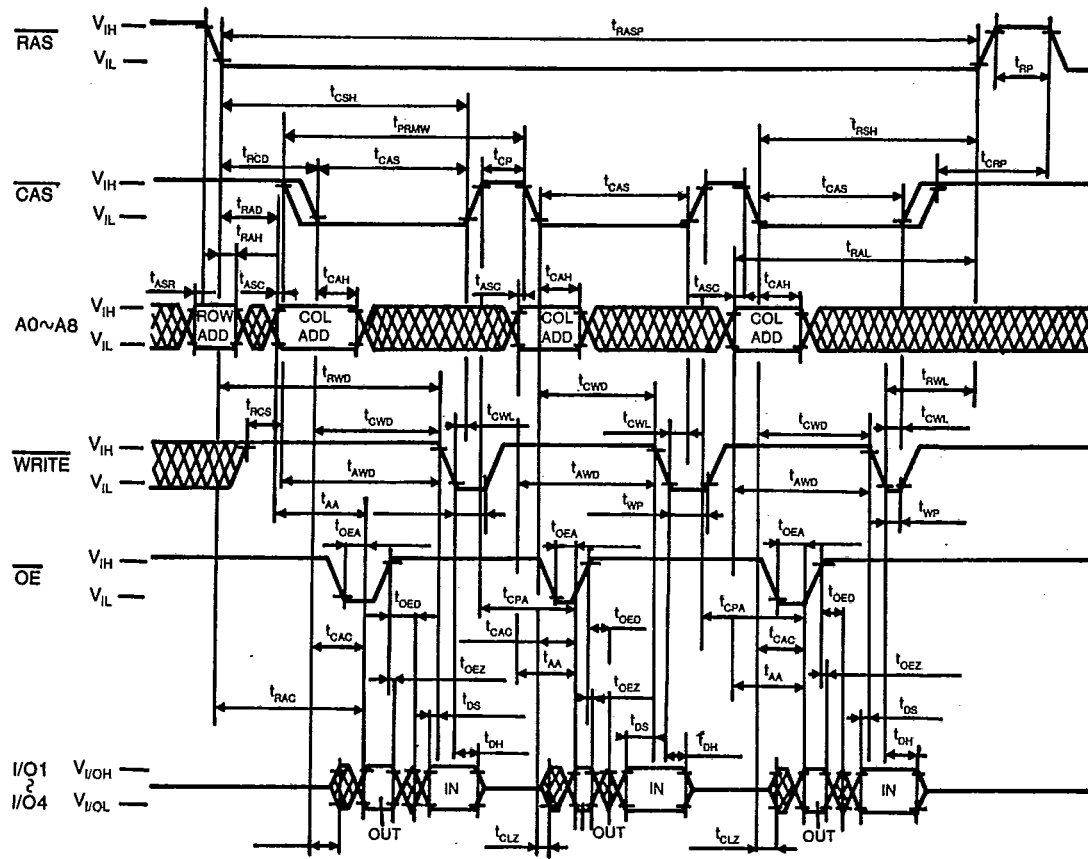 RAS
VIH
VIL
tRASP
tRP
tCSH
tPRMW
tRSH
tRCD
tCAS
tCP
tCAS
tCAS
tCRP
CAS
VIH
VIL
tRAD
tRAH
tRAL
tASR
tASC
tCAH
tASC
tCAH
tASC
tCAH
A0~A8
VIH
VIL
ROW ADD
COL ADD
COL ADD
COL ADD
tRWD
tCWD
tRWL
tRCS
tCWD
tCWL
tCWL
tCWD
tCWL
WRITE
VIH
VIL
tAWD
tAWD
tAWD
tAA
tWP
tWP
tOEA
tOEA
tOEA
OE
VIH
VIL
tOED
tCPA
tOED
tCPA
tOED
tCAC
tCAC
tCAC
tOEZ
tAA
tOEZ
tAA
tOEZ
tRAC
tDS
tDS
tDS
tDH
tDH
tDH
I/O1
~
I/O4
VI/OH
VI/OL
IN
IN
IN
OUT
OUT
OUT
tCLZ
tCLZ